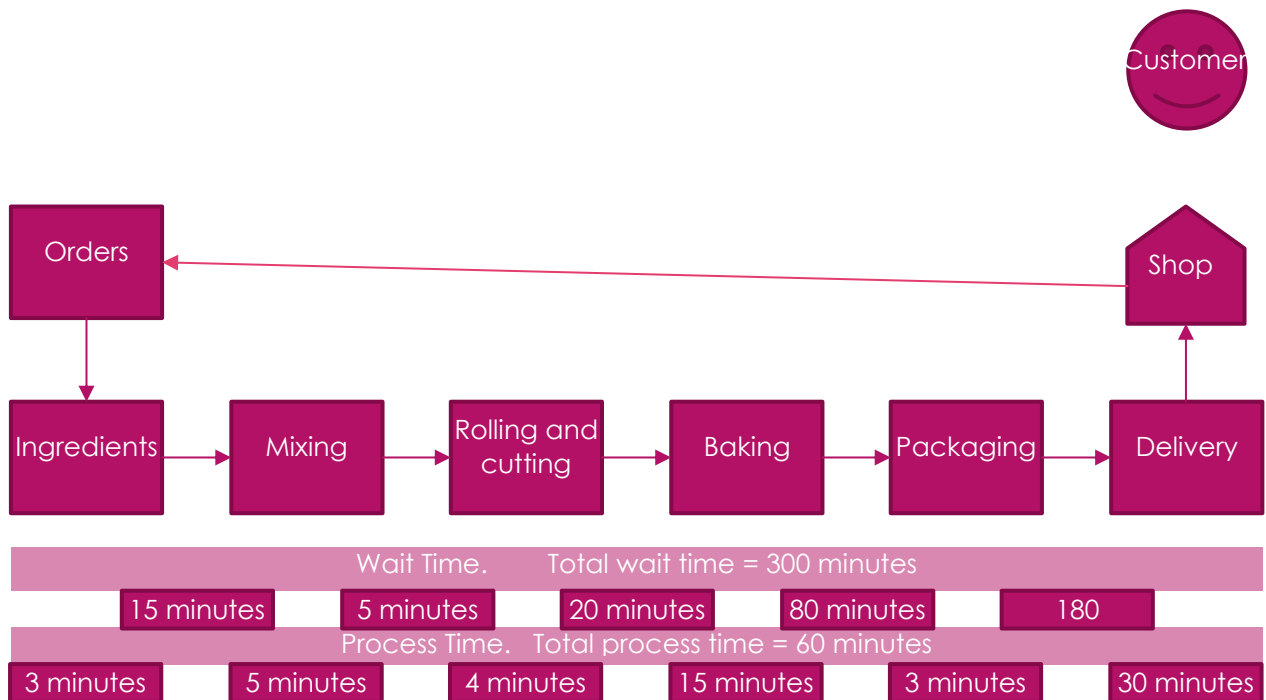 Customer
Orders
Shop
Ingredients
Mixing
Rolling and
cutting
Baking
Packaging
Delivery
Wait Time. Total wait time = 300 minutes
15 minutes
5 minutes
20 minutes
80 minutes
180
Process Time. Total process time = 60 minutes
3 minutes
5 minutes
4 minutes
15 minutes
3 minutes
30 minutes